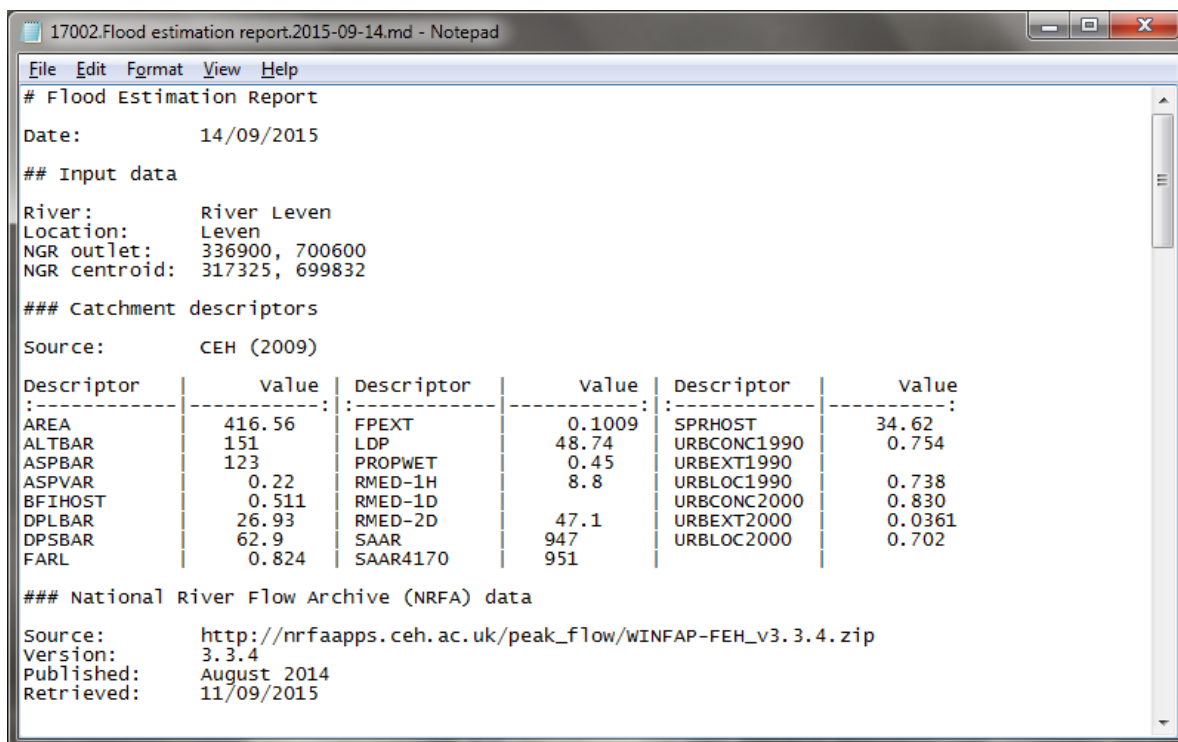 17002.Flood estimation report.2015-09-14.md - Notepad
File Edit Format View Help
# Flood Estimation Report
Date: 14/09/2015
## Input data
River: River Leven
Location: Leven
NGR outlet: 336900, 700600
NGR centroid: 317325, 699832
### Catchment descriptors
Source: CEH (2009)
Descriptor | Value | Descriptor | Value | Descriptor | Value
:------------|-----------:|:------------|-----------:|:------------|----------:
AREA | 416.56 | FPEXT | 0.1009 | SPRHOST | 34.62
ALTBAR | 151 | LDP | 48.74 | URBCONC1990 | 0.754
ASPBAR | 123 | PROPWET | 0.45 | URBEXT1990 |
ASPVAR | 0.22 | RMED-1H | 8.8 | URBLOC1990 | 0.738
BFIHOST | 0.511 | RMED-1D | | URBCONC2000 | 0.830
DPLBAR | 26.93 | RMED-2D | 47.1 | URBEXT2000 | 0.0361
DPSBAR | 62.9 | SAAR | 947 | URBLOC2000 | 0.702
FARL | 0.824 | SAAR4170 | 951 | |
### National River Flow Archive (NRFA) data
Source: http://nrfaapps.ceh.ac.uk/peak_flow/WINFAP-FEH_v3.3.4.zip
Version: 3.3.4
Published: August 2014
Retrieved: 11/09/2015